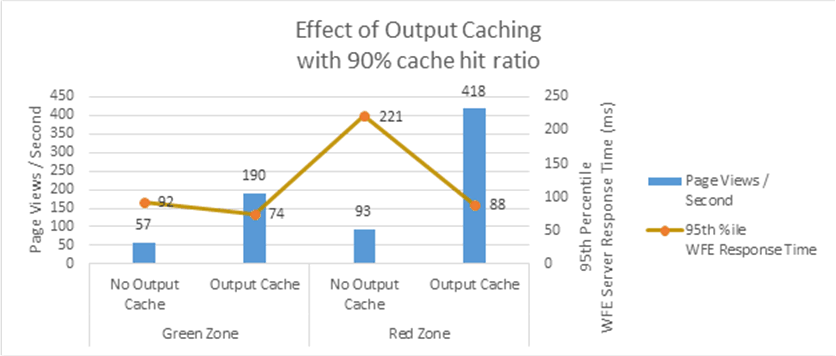 Effect of Output Caching
with 90% cache hit ratio
Page Views / Second
450
400
350
300
250
200
150
100
50
0
57
190
93
418
92
74
221
88
250
200
150
100
50
0
95th Percentile
WFE Server Response Time (ms)
No Output
Cache
Output Cache
No Output
Cache
Output Cache
Green Zone
Red Zone
Page Views /
Second
95th %ile
WFE Response Time